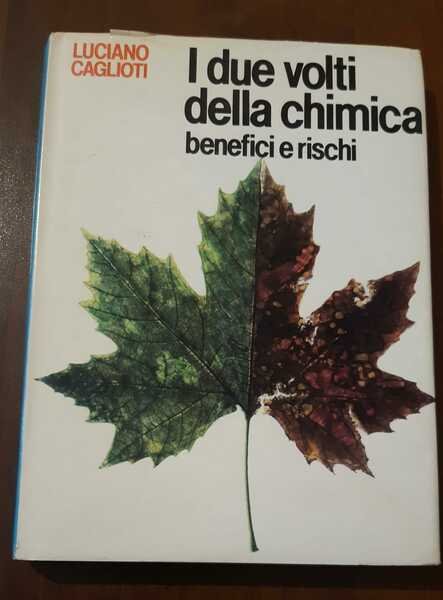 LUCIANO
CAGLIOTI
I due volti
della chimica
benefici e rischi